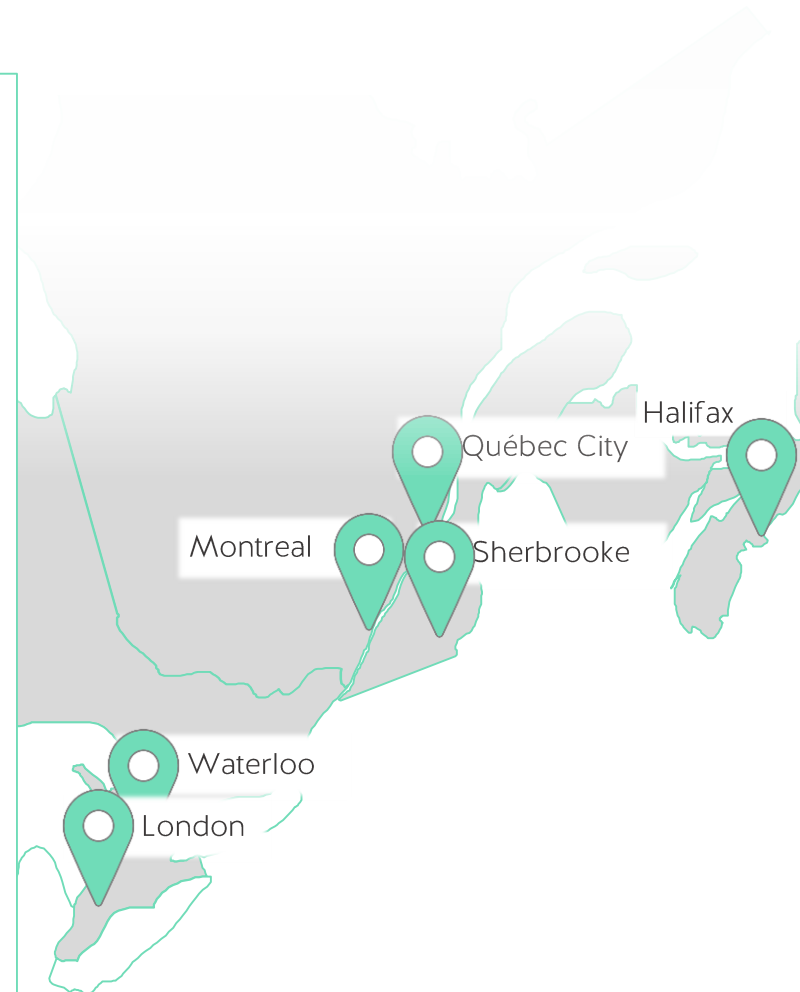 Halifax
Québec City
Montreal
Sherbrooke
Waterloo
London